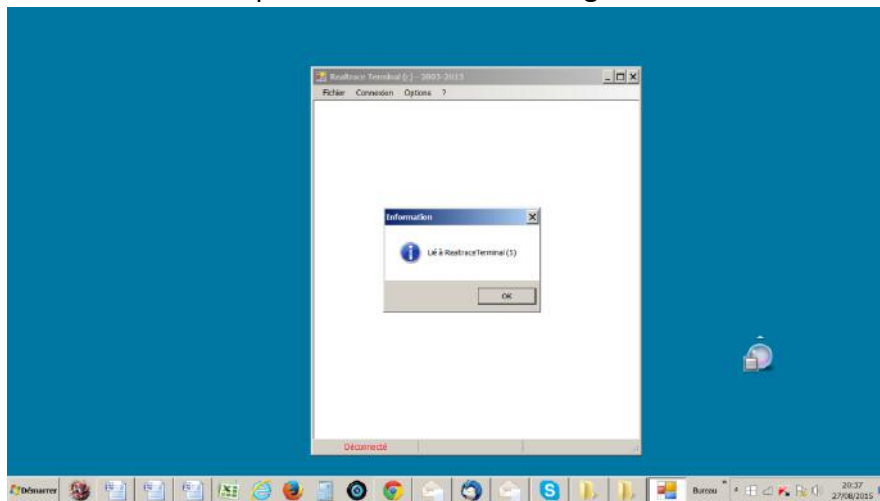 Realtrace Terminal (c) - 2003-2015
Fichier Connexion Options ?
Information
Lié à RealtraceTerminal (5)
OK
Déconnecté
Démarrer
Bureau
20:37
27/08/2015